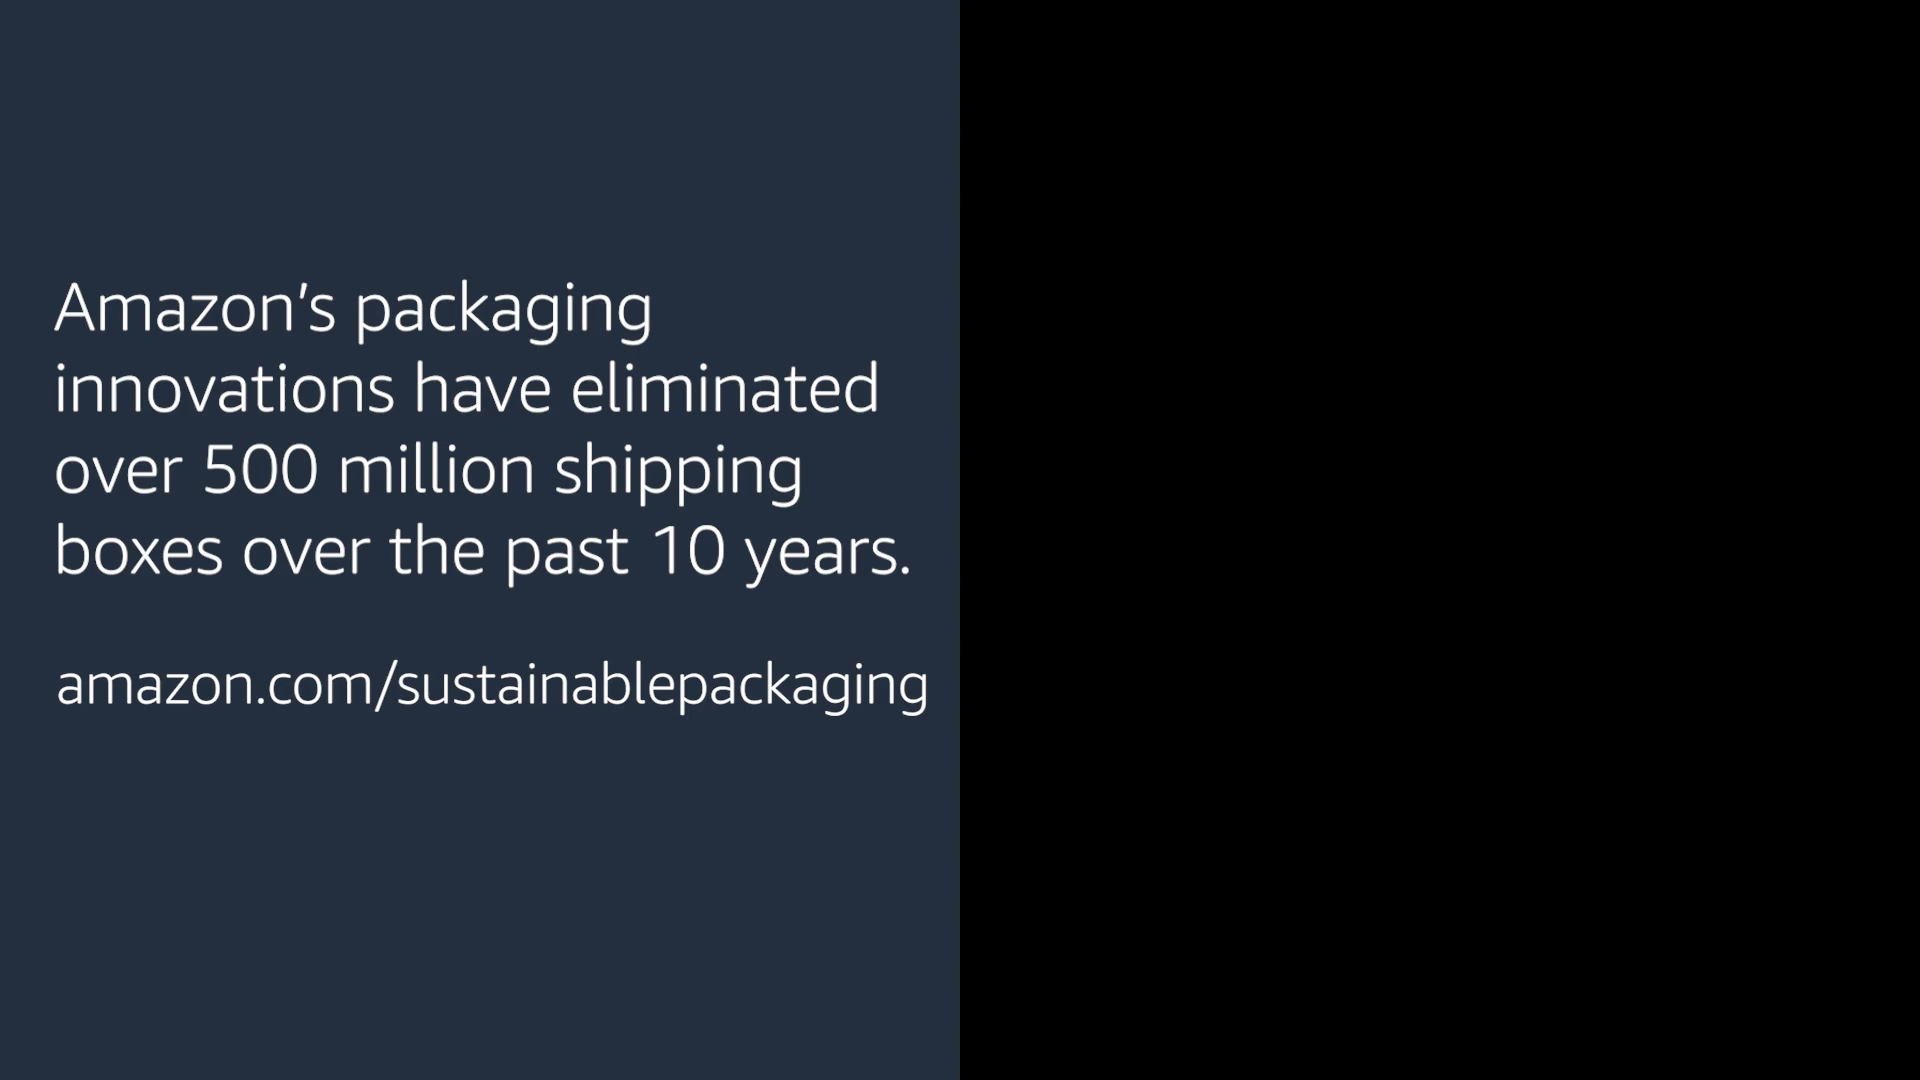 Amazon’s packaging
innovations have eliminated
over 500 million shipping
boxes over the past 10 years.
amazon.com/sustainablepackaging